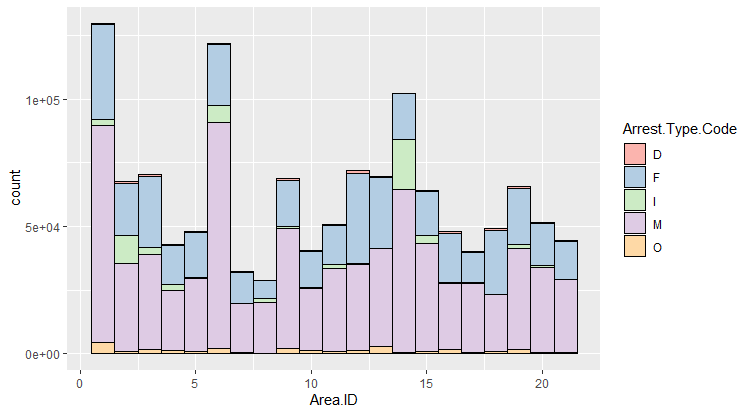 1e+05
5e+04
0e+00
count
0 5 10 15 20
Area.ID
Arrest.Type.Code
D
F
I
M
O